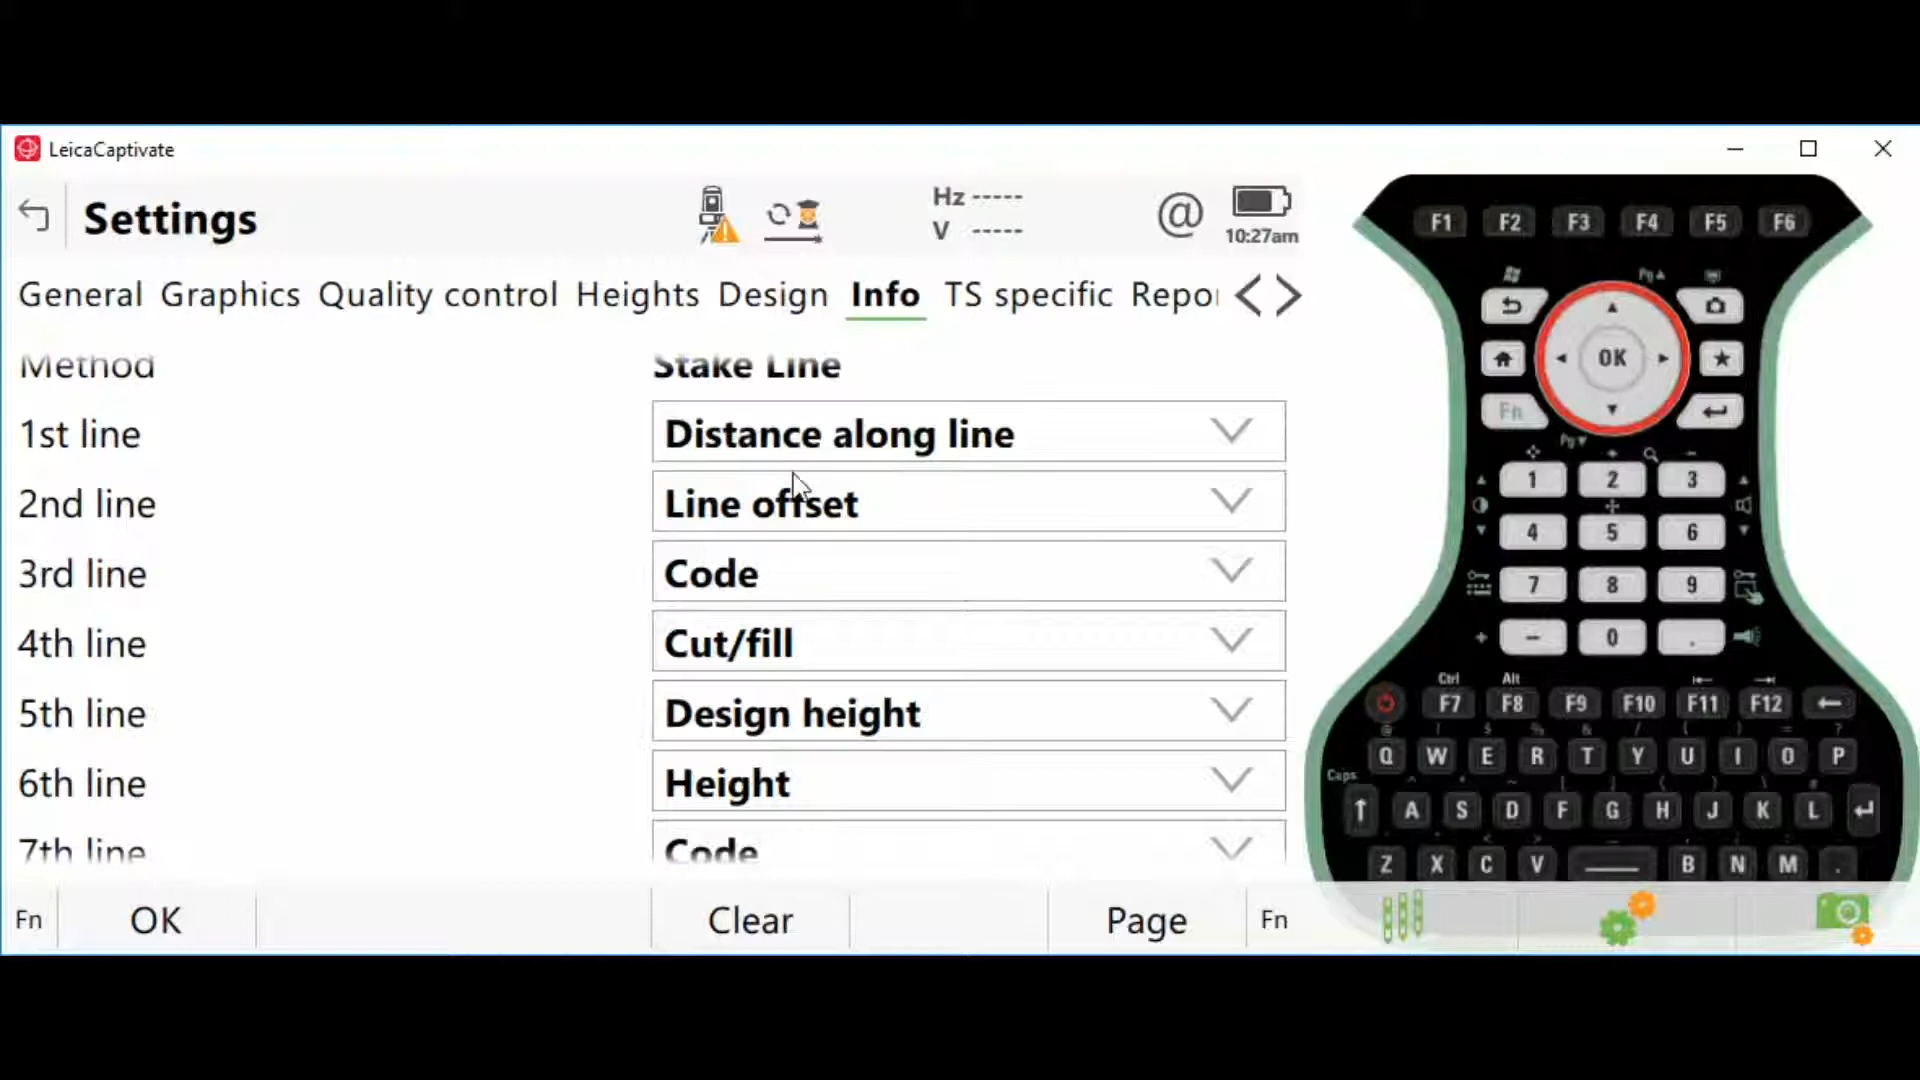 LeicaCaptivate
Settings
Hz -----
V -----
@
10:27am
General Graphics Quality control Heights Design Info TS specific Repo
Method Stake Line
1st line Distance along line
2nd line Line offset
3rd line Code
4th line Cut/fill
5th line Design height
6th line Height
7th line Code
Fn OK Clear Page Fn
F1 F2 F3 F4 F5 F6
Pg
OK
Fn
Pg
1 2 3
4 5 6
7 8 9
+ - 0 .
Ctrl Alt
F7 F8 F9 F10 F11 F12
Q W E R T Y U I O P
Caps
A S D F G H J K L
Z X C V B N M .